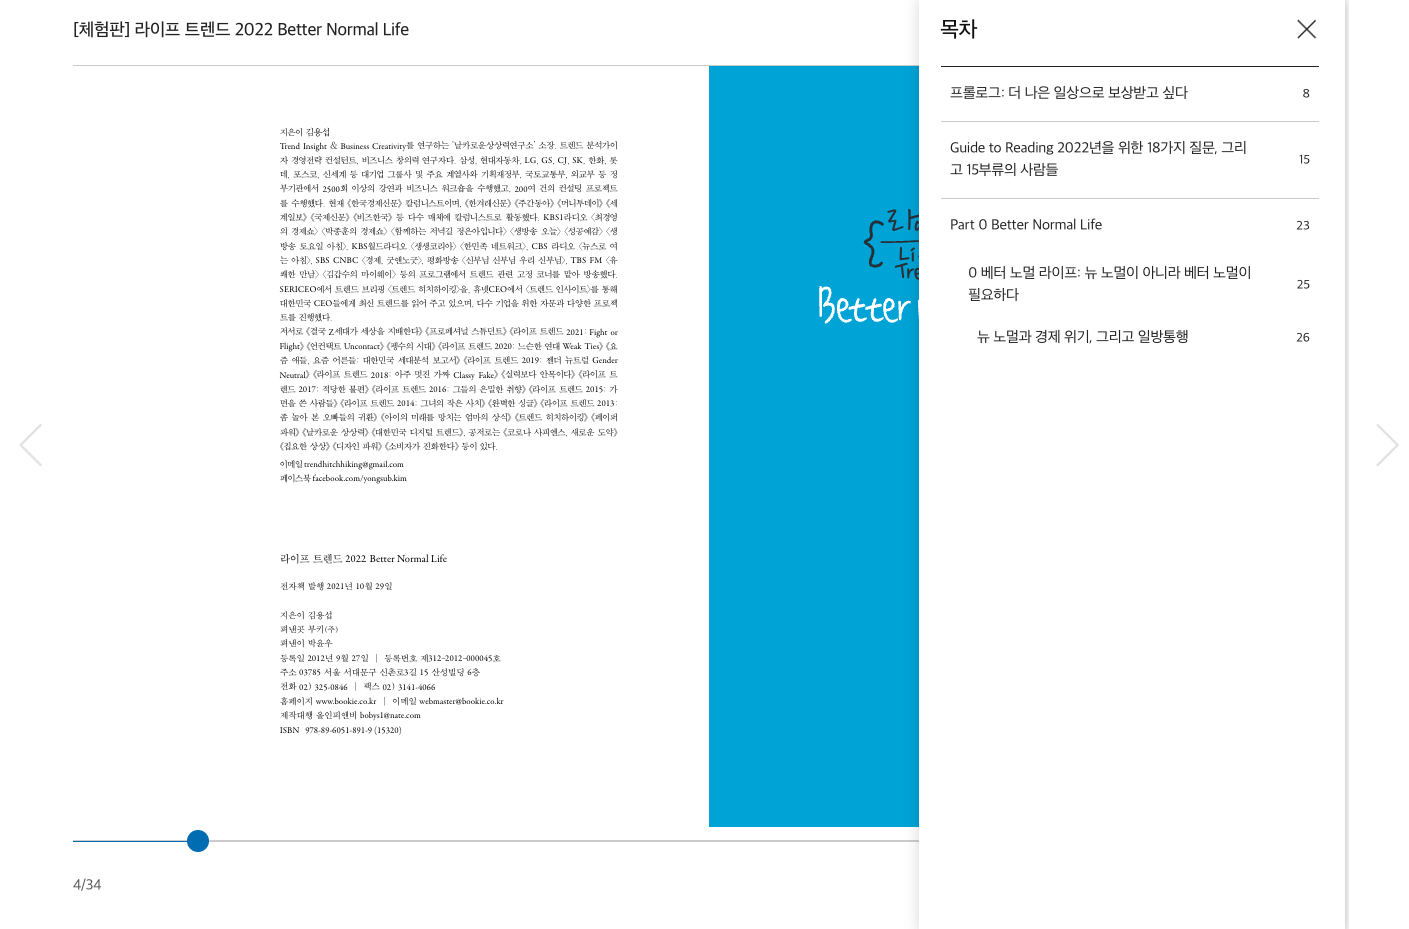 [체험판] 라이프 트렌드 2022 Better Normal Life
지은이 김용섭
Trend Insight & Business Creativity를 연구하는 '날카로운상상력연구소' 소장. 트렌드 분석가이
자 경영전략 컨설턴트, 비즈니스 창의력 연구자다. 삼성, 현대자동차, LG, GS, CJ, SK, 한화, 롯
데, 포스코, 신세계 등 대기업 그룹사 및 주요 계열사와 기획재정부, 국토교통부, 외교부 등 정
부기관에서 2500회 이상의 강연과 비즈니스 워크숍을 수행했고, 200여 건의 컨설팅 프로젝트
를 수행했다. 현재 《한국경제신문》 칼럼니스트이며, 《한겨레신문》 《주간동아》 《머니투데이》 《세
계일보》 《국제신문》 《비즈한국》 등 다수 매체에 칼럼니스트로 활동했다. KBS1라디오 〈최경영
의 경제쇼〉 〈박종훈의 경제쇼〉 〈함께하는 저녁길 정은아입니다〉 〈생방송 오늘〉 〈성공예감〉 〈생
방송 토요일 아침〉, KBS월드라디오 〈생생코리아〉 〈한민족 네트워크〉, CBS 라디오 〈뉴스로 여
는 아침〉, SBS CNBC 〈경제, 굿앤노굿〉, 평화방송 〈신부님 신부님 우리 신부님〉, TBS FM 〈유
쾌한 만남〉 〈김갑수의 마이웨이〉 등의 프로그램에서 트렌드 관련 고정 코너를 맡아 방송했다.
SERICEO에서 트렌드 브리핑 〈트렌드 히치하이킹〉을, 휴넷CEO에서 〈트렌드 인사이트〉를 통해
대한민국 CEO들에게 최신 트렌드를 읽어 주고 있으며, 다수 기업을 위한 자문과 다양한 프로젝
트를 진행했다.
저서로 《결국 Z세대가 세상을 지배한다》 《프로페셔널 스튜던트》 《라이프 트렌드 2021: Fight or
Flight》 《언컨택트 Uncontact》 《펭수의 시대》 《라이프 트렌드 2020: 느슨한 연대 Weak Ties》 《요
즘 애들, 요즘 어른들: 대한민국 세대분석 보고서》 《라이프 트렌드 2019: 젠더 뉴트럴 Gender
Neutral》 《라이프 트렌드 2018: 아주 멋진 가짜 Classy Fake》 《실력보다 안목이다》 《라이프 트
렌드 2017: 적당한 불편》 《라이프 트렌드 2016: 그들의 은밀한 취향》 《라이프 트렌드 2015: 가
면을 쓴 사람들》 《라이프 트렌드 2014: 그녀의 작은 사치》 《완벽한 싱글》 《라이프 트렌드 2013:
좀 놀아 본 오빠들의 귀환》 《아이의 미래를 망치는 엄마의 상식》 《트렌드 히치하이킹》 《페이퍼
파워》 《날카로운 상상력》 《대한민국 디지털 트렌드》, 공저로는 《코로나 사피엔스, 새로운 도약》
《집요한 상상》 《디자인 파워》 《소비자가 진화한다》 등이 있다.
이메일 trendhitchhiking@gmail.com
페이스북 facebook.com/yongsub.kim
라이프 트렌드 2022 Better Normal Life
전자책 발행 2021년 10월 29일
지은이 김용섭
펴낸곳 부키(주)
펴낸이 박윤우
등록일 2012년 9월 27일 | 등록번호 제312-2012-000045호
주소 03785 서울 서대문구 신촌로3길 15 산성빌딩 6층
전화 02) 325-0846 | 팩스 02) 3141-4066
홈페이지 www.bookie.co.kr | 이메일 webmaster@bookie.co.kr
제작대행 올인피앤비 bobys1@nate.com
ISBN 978-89-6051-891-9 (15320)
Better
목차
프롤로그: 더 나은 일상으로 보상받고 싶다 8
Guide to Reading 2022년을 위한 18가지 질문, 그리
고 15부류의 사람들 15
Part 0 Better Normal Life 23
0 베터 노멀 라이프: 뉴 노멀이 아니라 베터 노멀이
필요하다 25
뉴 노멀과 경제 위기, 그리고 일방통행 26
4/34